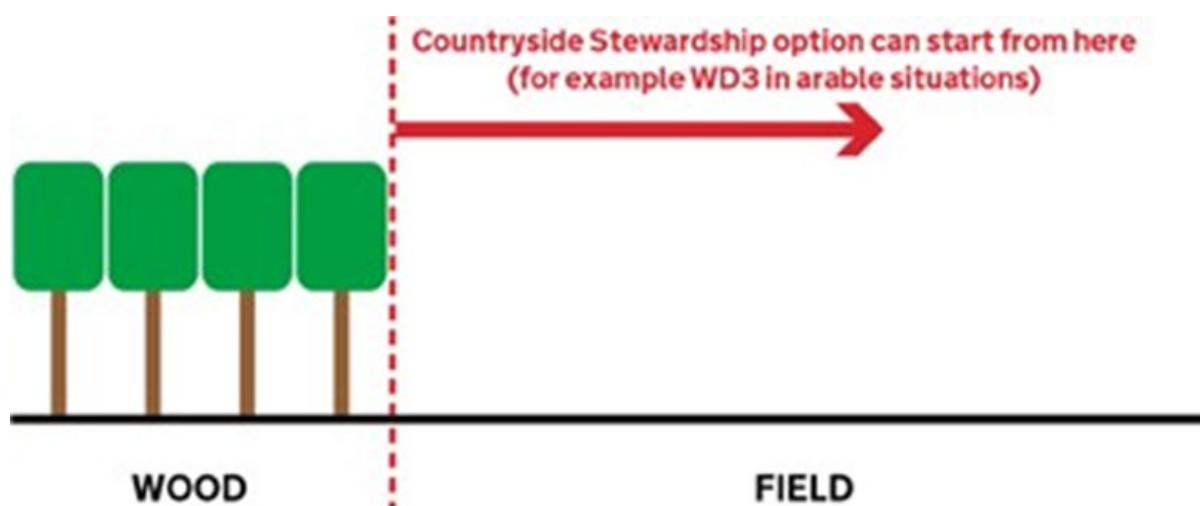 Countryside Stewardship option can start from here
(for example WD3 in arable situations)
WOOD
FIELD